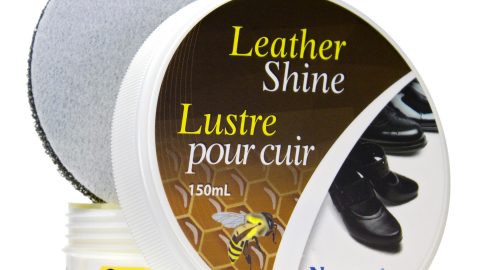 Leather
Shine
Lustre
pour cuir
150mL